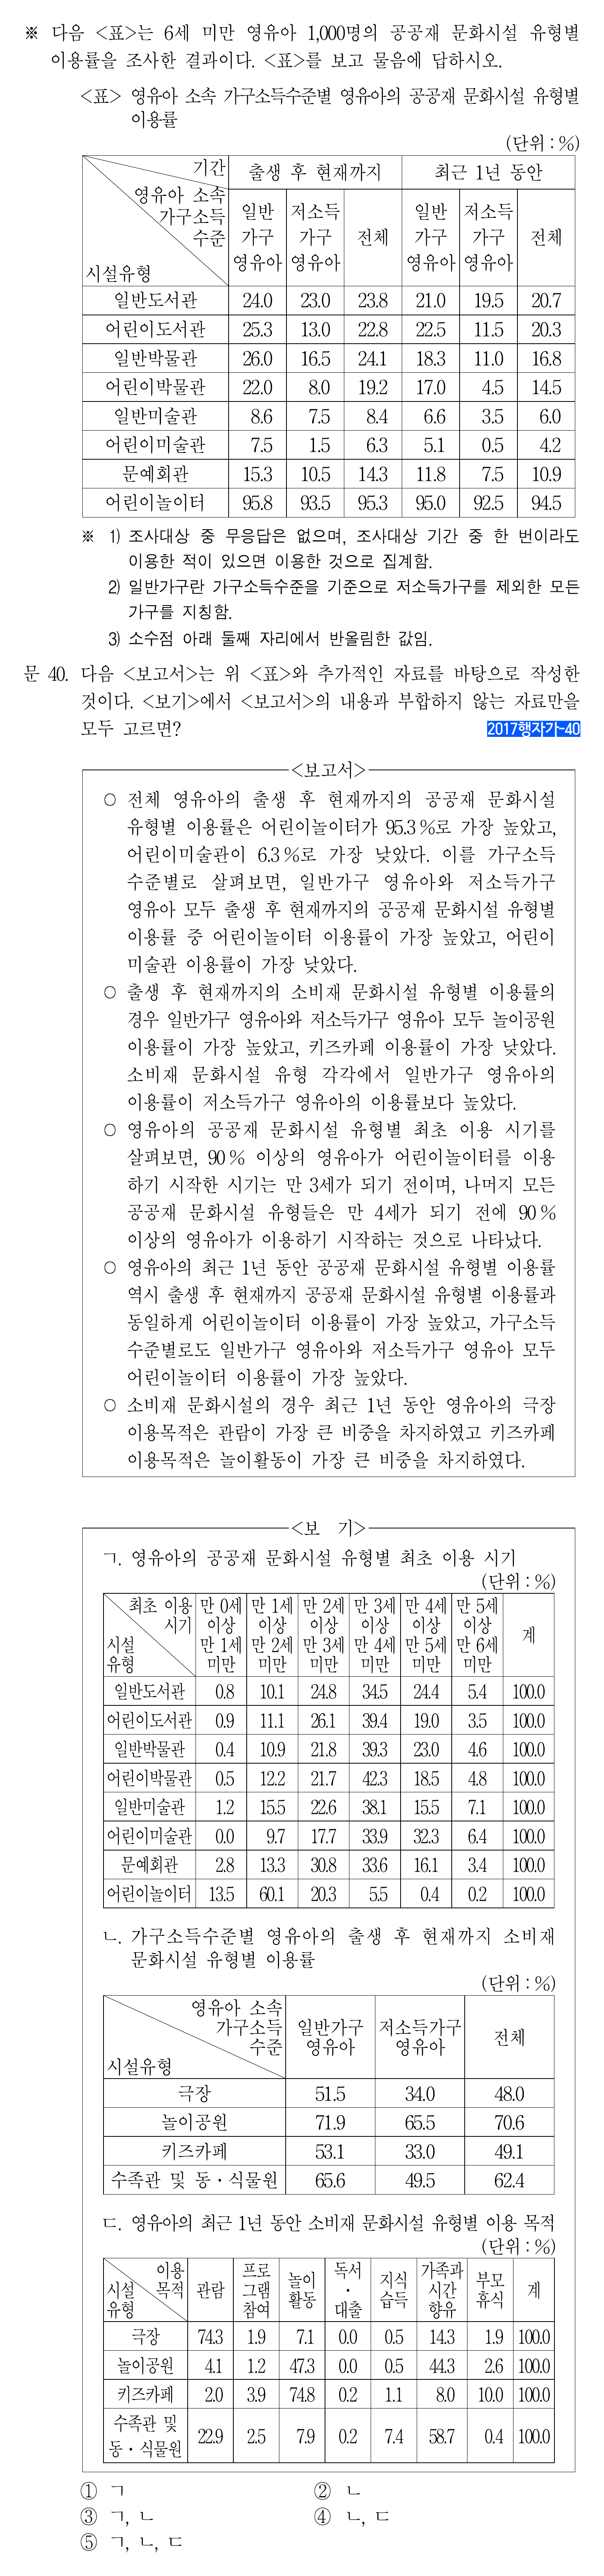 ※ 다음 <표>는 6세 미만 영유아 1,000명의 공공재 문화시설 유형별
이용률을 조사한 결과이다. <표>를 보고 물음에 답하시오.
<표> 영유아 소속 가구소득수준별 영유아의 공공재 문화시설 유형별
이용률
(단위 : %)
기간 출생 후 현재까지 최근 1년 동안
영유아 소속
가구소득
수준
시설유형
일반
가구
영유아
저소득
가구
영유아
전체
일반
가구
영유아
저소득
가구
영유아
전체
일반도서관 24.0 23.0 23.8 21.0 19.5 20.7
어린이도서관 25.3 13.0 22.8 22.5 11.5 20.3
일반박물관 26.0 16.5 24.1 18.3 11.0 16.8
어린이박물관 22.0 8.0 19.2 17.0 4.5 14.5
일반미술관 8.6 7.5 8.4 6.6 3.5 6.0
어린이미술관 7.5 1.5 6.3 5.1 0.5 4.2
문예회관 15.3 10.5 14.3 11.8 7.5 10.9
어린이놀이터 95.8 93.5 95.3 95.0 92.5 94.5
※ 1) 조사대상 중 무응답은 없으며, 조사대상 기간 중 한 번이라도
이용한 적이 있으면 이용한 것으로 집계함.
2) 일반가구란 가구소득수준을 기준으로 저소득가구를 제외한 모든
가구를 지칭함.
3) 소수점 아래 둘째 자리에서 반올림한 값임.
문 40. 다음 <보고서>는 위 <표>와 추가적인 자료를 바탕으로 작성한
것이다. <보기>에서 <보고서>의 내용과 부합하지 않는 자료만을
모두 고르면? 2017행자가-40
<보고서>
○ 전체 영유아의 출생 후 현재까지의 공공재 문화시설
유형별 이용률은 어린이놀이터가 95.3 %로 가장 높았고,
어린이미술관이 6.3 %로 가장 낮았다. 이를 가구소득
수준별로 살펴보면, 일반가구 영유아와 저소득가구
영유아 모두 출생 후 현재까지의 공공재 문화시설 유형별
이용률 중 어린이놀이터 이용률이 가장 높았고, 어린이
미술관 이용률이 가장 낮았다.
○ 출생 후 현재까지의 소비재 문화시설 유형별 이용률의
경우 일반가구 영유아와 저소득가구 영유아 모두 놀이공원
이용률이 가장 높았고, 키즈카페 이용률이 가장 낮았다.
소비재 문화시설 유형 각각에서 일반가구 영유아의
이용률이 저소득가구 영유아의 이용률보다 높았다.
○ 영유아의 공공재 문화시설 유형별 최초 이용 시기를
살펴보면, 90 % 이상의 영유아가 어린이놀이터를 이용
하기 시작한 시기는 만 3세가 되기 전이며, 나머지 모든
공공재 문화시설 유형들은 만 4세가 되기 전에 90 %
이상의 영유아가 이용하기 시작하는 것으로 나타났다.
○ 영유아의 최근 1년 동안 공공재 문화시설 유형별 이용률
역시 출생 후 현재까지 공공재 문화시설 유형별 이용률과
동일하게 어린이놀이터 이용률이 가장 높았고, 가구소득
수준별로도 일반가구 영유아와 저소득가구 영유아 모두
어린이놀이터 이용률이 가장 높았다.
○ 소비재 문화시설의 경우 최근 1년 동안 영유아의 극장
이용목적은 관람이 가장 큰 비중을 차지하였고 키즈카페
이용목적은 놀이활동이 가장 큰 비중을 차지하였다.
<보 기>
ㄱ. 영유아의 공공재 문화시설 유형별 최초 이용 시기
(단위 : %)
최초 이용
시기
시설
유형
만 0세
이상
만 1세
미만
만 1세
이상
만 2세
미만
만 2세
이상
만 3세
미만
만 3세
이상
만 4세
미만
만 4세
이상
만 5세
미만
만 5세
이상
만 6세
미만
계
일반도서관 0.8 10.1 24.8 34.5 24.4 5.4 100.0
어린이도서관 0.9 11.1 26.1 39.4 19.0 3.5 100.0
일반박물관 0.4 10.9 21.8 39.3 23.0 4.6 100.0
어린이박물관 0.5 12.2 21.7 42.3 18.5 4.8 100.0
일반미술관 1.2 15.5 22.6 38.1 15.5 7.1 100.0
어린이미술관 0.0 9.7 17.7 33.9 32.3 6.4 100.0
문예회관 2.8 13.3 30.8 33.6 16.1 3.4 100.0
어린이놀이터 13.5 60.1 20.3 5.5 0.4 0.2 100.0
ㄴ. 가구소득수준별 영유아의 출생 후 현재까지 소비재
문화시설 유형별 이용률
(단위 : %)
영유아 소속
가구소득
수준
시설유형
일반가구
영유아
저소득가구
영유아
전체
극장 51.5 34.0 48.0
놀이공원 71.9 65.5 70.6
키즈카페 53.1 33.0 49.1
수족관 및 동·식물원 65.6 49.5 62.4
ㄷ. 영유아의 최근 1년 동안 소비재 문화시설 유형별 이용 목적
(단위 : %)
이용
목적
시설
유형
관람
프로
그램
참여
놀이
활동
독서
·
대출
지식
습득
가족과
시간
향유
부모
휴식
계
극장 74.3 1.9 7.1 0.0 0.5 14.3 1.9 100.0
놀이공원 4.1 1.2 47.3 0.0 0.5 44.3 2.6 100.0
키즈카페 2.0 3.9 74.8 0.2 1.1 8.0 10.0 100.0
수족관 및
동·식물원 22.9 2.5 7.9 0.2 7.4 58.7 0.4 100.0
① ㄱ ② ㄴ
③ ㄱ, ㄴ ④ ㄴ, ㄷ
⑤ ㄱ, ㄴ, ㄷ